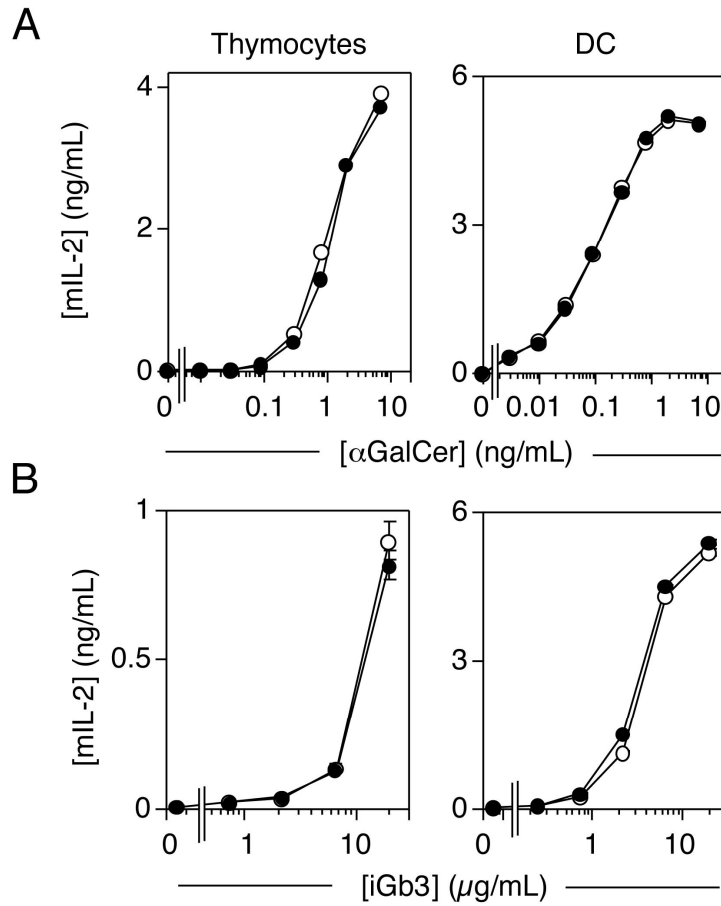 A
Thymocytes
DC
[mIL-2] (ng/mL)
4
2
0
0 0.1 1 10
6
3
0
0 0.01 0.1 1 10
[αGalCer] (ng/mL)
B
[mIL-2] (ng/mL)
1
0.5
0
0 1 10
6
3
0
0 1 10
[iGb3] (µg/mL)